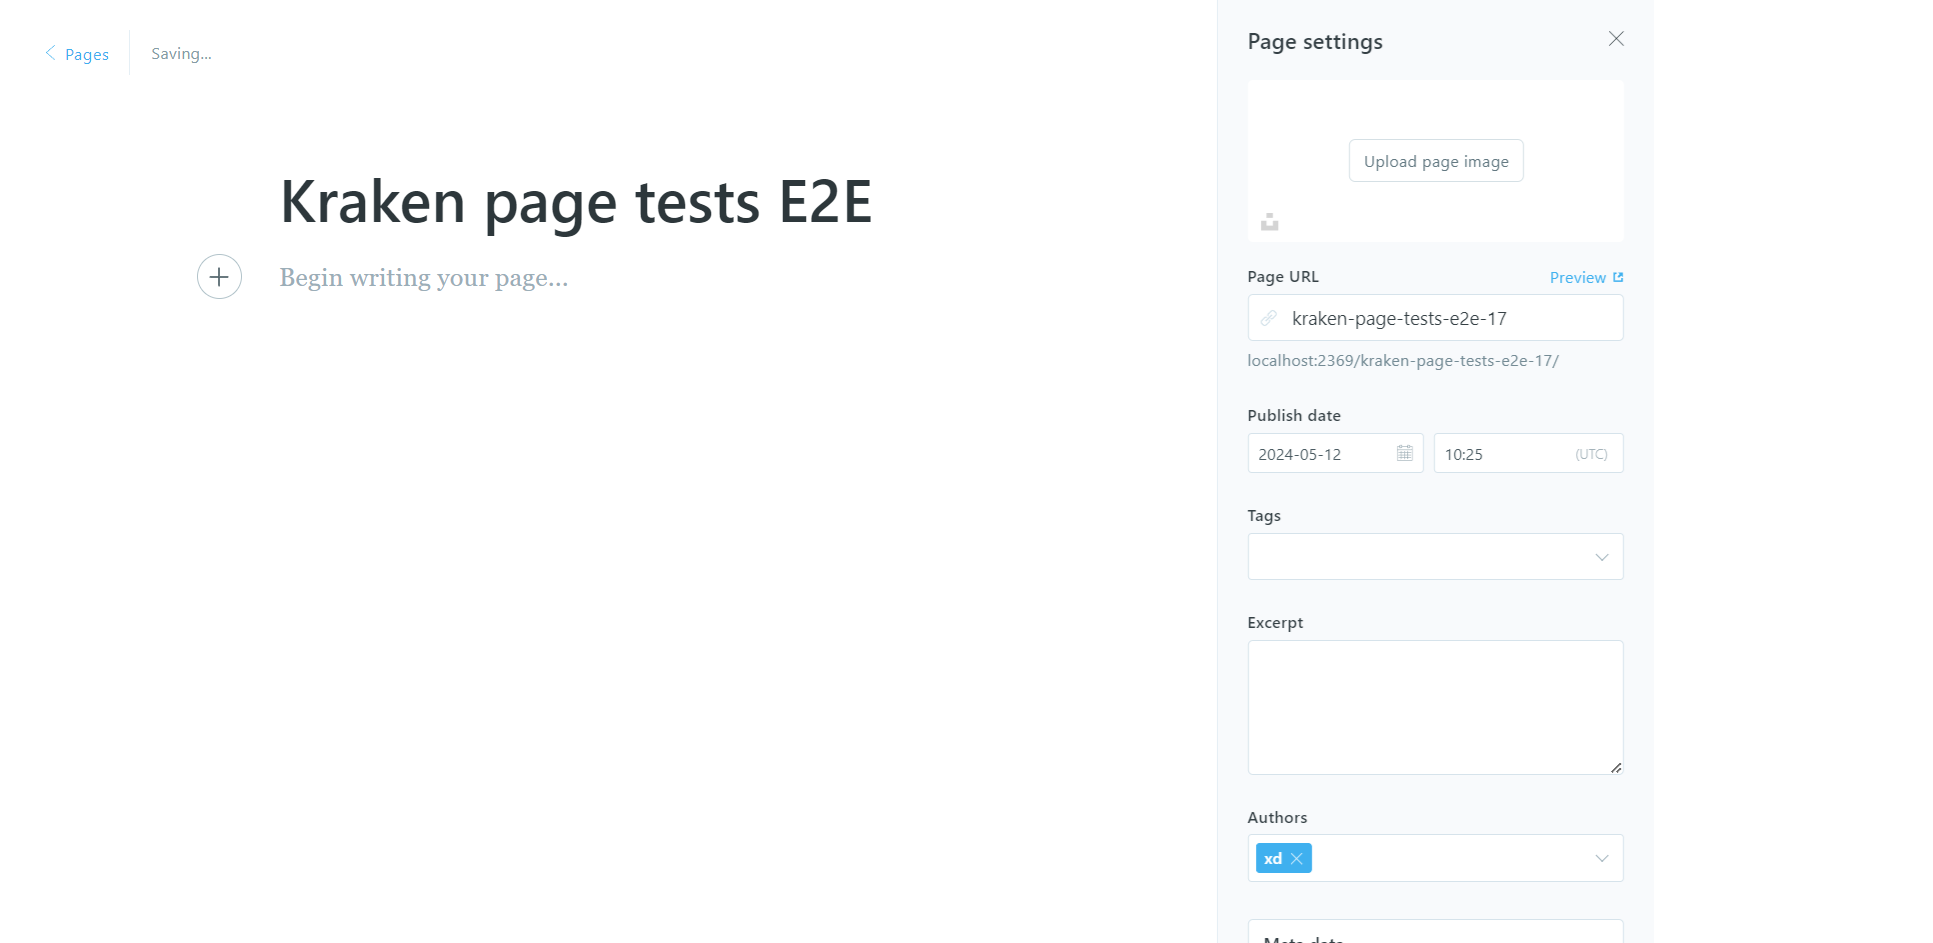 Pages
Saving...
Kraken page tests E2E
Begin writing your page...
Page settings
Upload page image
Page URL
Preview
kraken-page-tests-e2e-17
localhost:2369/kraken-page-tests-e2e-17/
Publish date
2024-05-12
10:25 (UTC)
Tags
Excerpt
Authors
xd
Meta data